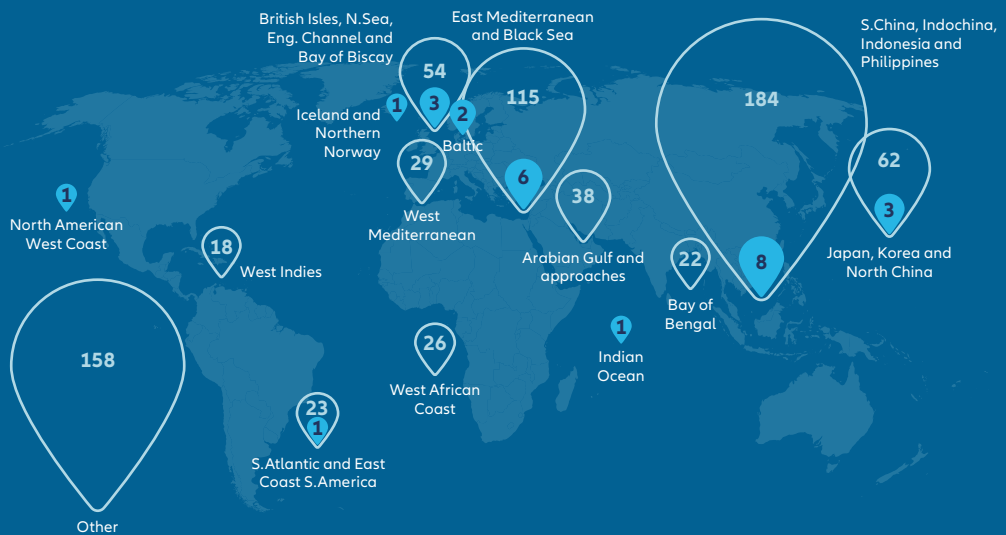 British Isles, N.Sea,
Eng. Channel and
Bay of Biscay
54
3
East Mediterranean
and Black Sea
115
6
S.China, Indochina,
Indonesia and
Philippines
184
8
1
Iceland and
Northern
Norway
2
Baltic
29
West
Mediterranean
38
Arabian Gulf and
approaches
62
3
Japan, Korea and
North China
1
North American
West Coast
18
West Indies
22
Bay of
Bengal
1
Indian
Ocean
26
West African
Coast
23
1
S.Atlantic and East
Coast S.America
158
Other